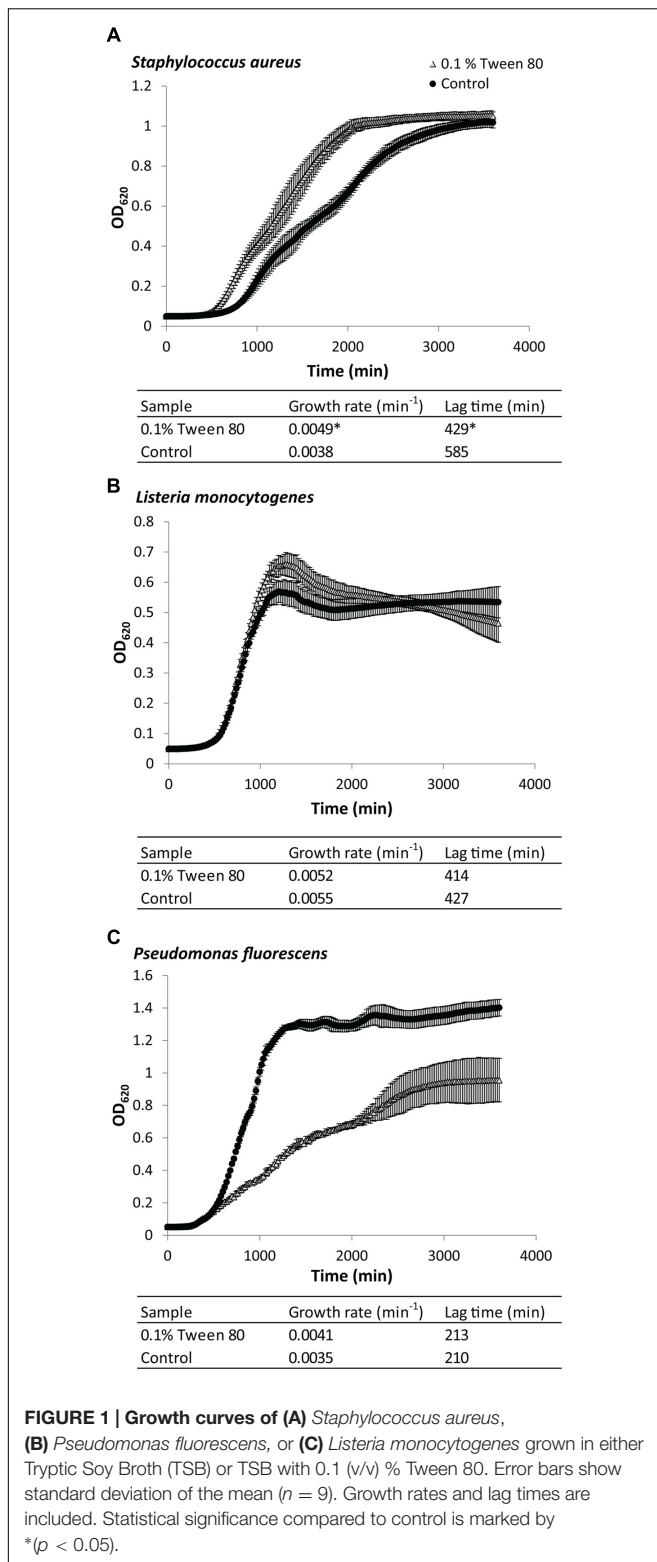 A
Staphylococcus aureus
△ 0.1 % Tween 80
● Control
1.2
1
0.8
0.6
0.4
0.2
0
OD620
0 1000 2000 3000 4000
Time (min)
Sample Growth rate (min-1) Lag time (min)
0.1% Tween 80 0.0049* 429*
Control 0.0038 585
B
Listeria monocytogenes
0.8
0.7
0.6
0.5
0.4
0.3
0.2
0.1
0
OD620
0 1000 2000 3000 4000
Time (min)
Sample Growth rate (min-1) Lag time (min)
0.1% Tween 80 0.0052 414
Control 0.0055 427
C
Pseudomonas fluorescens
1.6
1.4
1.2
1
0.8
0.6
0.4
0.2
0
OD620
0 1000 2000 3000 4000
Time (min)
Sample Growth rate (min-1) Lag time (min)
0.1% Tween 80 0.0041 213
Control 0.0035 210
FIGURE 1 | Growth curves of (A) Staphylococcus aureus,
(B) Pseudomonas fluorescens, or (C) Listeria monocytogenes grown in either
Tryptic Soy Broth (TSB) or TSB with 0.1 (v/v) % Tween 80. Error bars show
standard deviation of the mean (n = 9). Growth rates and lag times are
included. Statistical significance compared to control is marked by
*(p < 0.05).